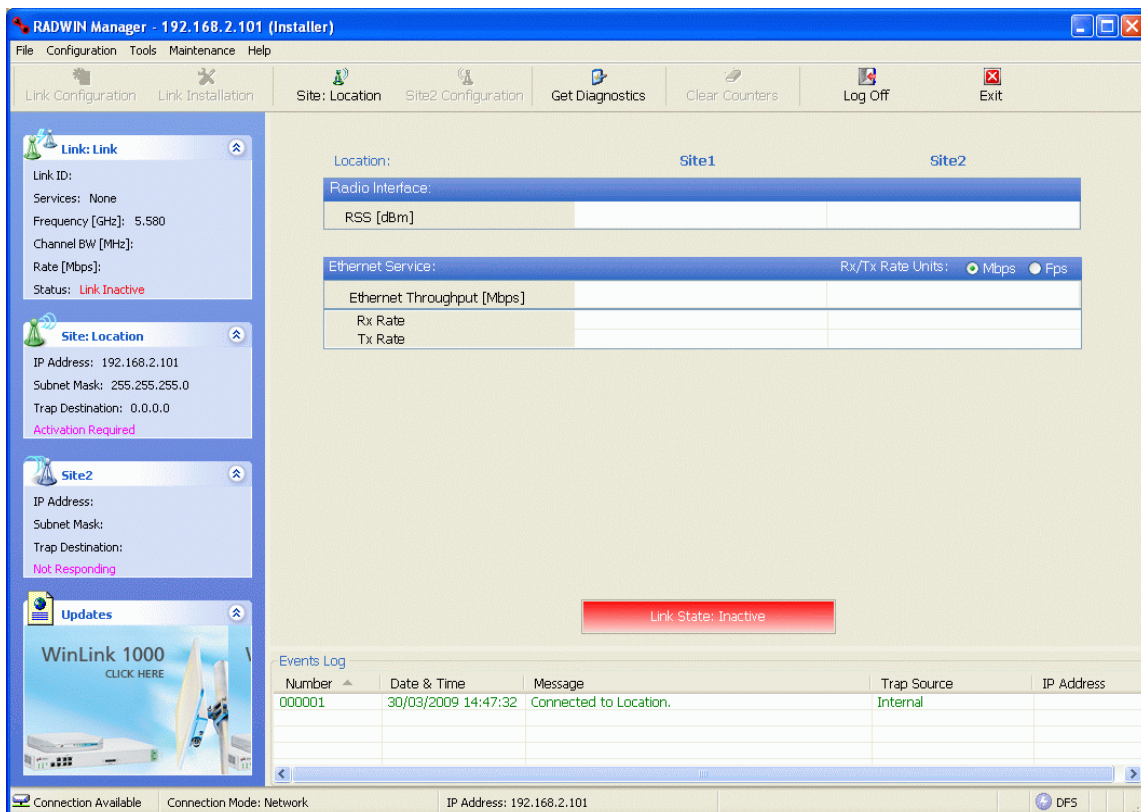 RADWIN Manager - 192.168.2.101 (Installer)
File Configuration Tools Maintenance Help
Link Configuration Link Installation Site: Location Site2 Configuration Get Diagnostics Clear Counters Log Off Exit
Link: Link
Link ID:
Services: None
Frequency [GHz]: 5.580
Channel BW [MHz]:
Rate [Mbps]:
Status: Link Inactive
Site: Location
IP Address: 192.168.2.101
Subnet Mask: 255.255.255.0
Trap Destination: 0.0.0.0
Activation Required
Site2
IP Address:
Subnet Mask:
Trap Destination:
Not Responding
Updates
WinLink 1000
CLICK HERE
Location: Site1 Site2
Radio Interface:
RSS [dBm]
Ethernet Service: Rx/Tx Rate Units: Mbps Fps
Ethernet Throughput [Mbps]
Rx Rate
Tx Rate
Link State: Inactive
Events Log
Number Date & Time Message Trap Source IP Address
000001 30/03/2009 14:47:32 Connected to Location. Internal
Connection Available Connection Mode: Network IP Address: 192.168.2.101 DFS